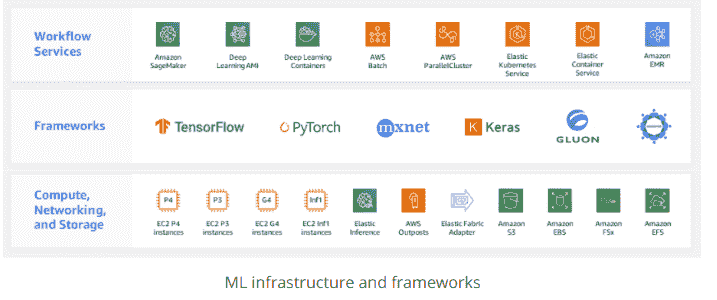 Workflow
Services
Amazon
SageMaker
Deep
Learning AMI
Deep Learning
Containers
AWS
Batch
AWS
ParallelCluster
Elastic
Kubernetes
Service
Elastic
Container
Service
Amazon
EMR
Frameworks
TensorFlow
PyTorch
mxnet
K Keras
GLUON
Compute,
Networking,
and Storage
P4
EC2 P4
instances
P3
EC2 P3
instances
G4
EC2 G4
instances
Inf1
EC2 Inf1
instances
Elastic
Inference
AWS
Outposts
Elastic Fabric
Adapter
Amazon
S3
Amazon
EBS
Amazon
FSx
Amazon
EFS
ML infrastructure and frameworks